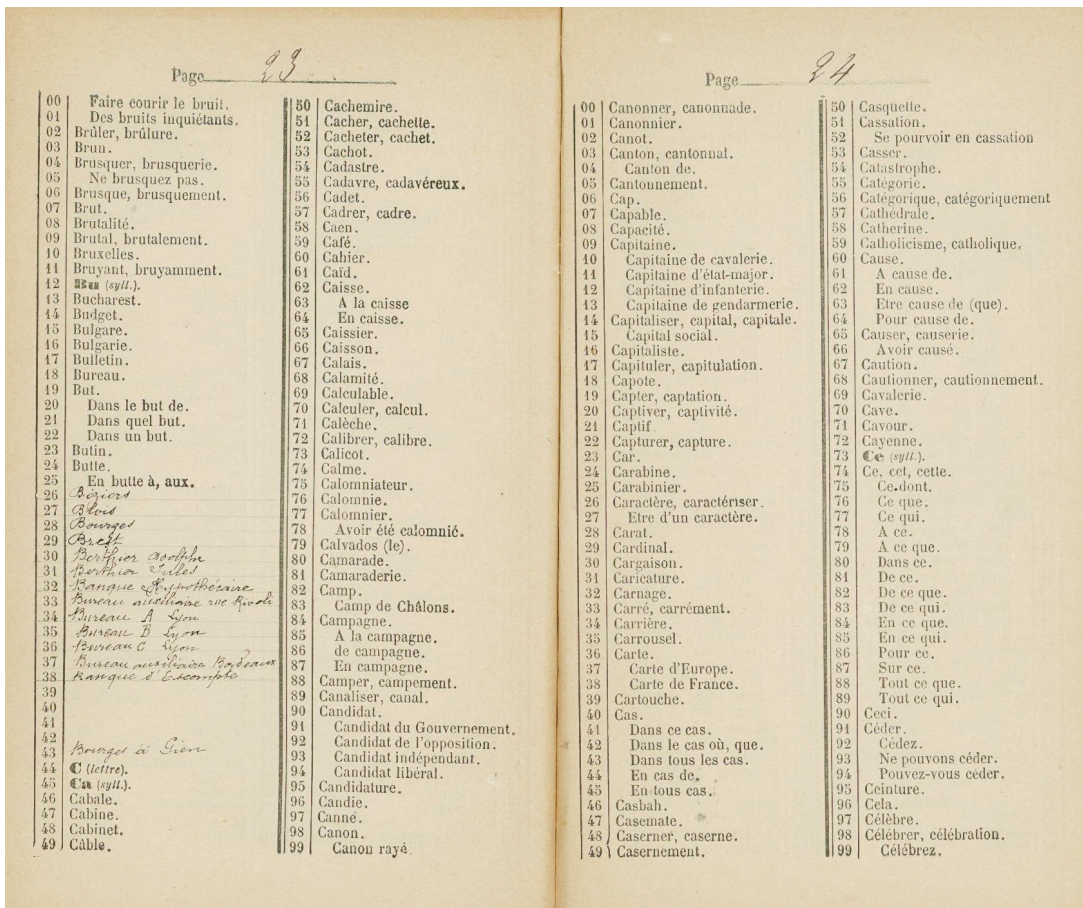 Page 23
00 Faire courir le bruit.
01 Des bruits inquiétants.
02 Brûler, brûlure.
03 Brun.
04 Brusquer, brusquerie.
05 Ne brusquez pas.
06 Brusque, brusquement.
07 Brut.
08 Brutalité.
09 Brutal, brutalement.
10 Bruxelles.
11 Bruyant, bruyamment.
12 Bu (syll.).
13 Bucharest.
14 Budget.
15 Bulgare.
16 Bulgarie.
17 Bulletin.
18 Bureau.
19 But.
20 Dans le but de.
21 Dans quel but.
22 Dans un but.
23 Butin.
24 Butte.
25 En butte à, aux.
26 Béziers
27 Blois
28 Bourges
29 Brest
30 Berthier Adolphe
31 Berthier Jules
32 Banque Hypothécaire
33 Bureau auxiliaire rue Rivoli
34 Bureau A Lyon
35 Bureau B Lyon
36 Bureau C Lyon
37 Bureau auxiliaire Bordeaux
38 Banque d'Escompte
39
40
41
42
43 Bourges à Gien
44 C (lettre).
45 Ca (syll.).
46 Cabale.
47 Cabine.
48 Cabinet.
49 Câble.
50 Cachemire.
51 Cacher, cachette.
52 Cacheter, cachet.
53 Cachot.
54 Cadastre.
55 Cadavre, cadavéreux.
56 Cadet.
57 Cadrer, cadre.
58 Caen.
59 Café.
60 Cahier.
61 Caïd.
62 Caisse.
63 A la caisse
64 En caisse.
65 Caissier.
66 Caisson.
67 Calais.
68 Calamité.
69 Calculable.
70 Calculer, calcul.
71 Calèche.
72 Calibrer, calibre.
73 Calicot.
74 Calme.
75 Calomniateur.
76 Calomnie.
77 Calomnier.
78 Avoir été calomnié.
79 Calvados (le).
80 Camarade.
81 Camaraderie.
82 Camp.
83 Camp de Châlons.
84 Campagne.
85 A la campagne.
86 de campagne.
87 En campagne.
88 Camper, campement.
89 Canaliser, canal.
90 Candidat.
91 Candidat du Gouvernement.
92 Candidat de l'opposition.
93 Candidat indépendant.
94 Candidat libéral.
95 Candidature.
96 Candie.
97 Canne.
98 Canon.
99 Canon rayé
Page 24
00 Canonner, canonnade.
01 Canonnier.
02 Canot.
03 Canton, cantonnal.
04 Canton de.
05 Cantonnement.
06 Cap.
07 Capable.
08 Capacité.
09 Capitaine.
10 Capitaine de cavalerie.
11 Capitaine d'état-major.
12 Capitaine d'infanterie.
13 Capitaine de gendarmerie.
14 Capitaliser, capital, capitale.
15 Capital social.
16 Capitaliste.
17 Capituler, capitulation.
18 Capote.
19 Capter, captation.
20 Captiver, captivité.
21 Captif
22 Capturer, capture.
23 Car.
24 Carabine.
25 Carabinier.
26 Caractère, caractériser.
27 Etre d'un caractère.
28 Carat.
29 Cardinal.
30 Cargaison.
31 Caricature.
32 Carnage.
33 Carré, carrément.
34 Carrière.
35 Carrousel.
36 Carte.
37 Carte d'Europe.
38 Carte de France.
39 Cartouche.
40 Cas.
41 Dans ce cas.
42 Dans le cas où, que.
43 Dans tous les cas.
44 En cas de.
45 En tous cas.
46 Casbah.
47 Casemate.
48 Caserner, caserne.
49 Casernement.
50 Casquette.
51 Cassation.
52 Se pourvoir en cassation
53 Casser.
54 Catastrophe.
55 Catégorie.
56 Catégorique, catégoriquement
57 Cathédrale.
58 Catherine.
59 Catholicisme, catholique.
60 Cause.
61 A cause de.
62 En cause.
63 Etre cause de (que).
64 Pour cause de.
65 Causer, causerie.
66 Avoir causé.
67 Caution.
68 Cautionner, cautionnement.
69 Cavalerie.
70 Cave.
71 Cavour.
72 Cayenne.
73 Ce (syll.).
74 Ce, cet, cette.
75 Ce dont.
76 Ce que.
77 Ce qui.
78 A ce.
79 A ce que.
80 Dans ce.
81 De ce.
82 De ce que.
83 De ce qui.
84 En ce que.
85 En ce qui.
86 Pour ce.
87 Sur ce.
88 Tout ce que.
89 Tout ce qui.
90 Ceci.
91 Céder.
92 Cédez.
93 Ne pouvons céder.
94 Pouvez-vous céder.
95 Ceinture.
96 Cela.
97 Célèbre.
98 Célébrer, célébration.
99 Célébrez.